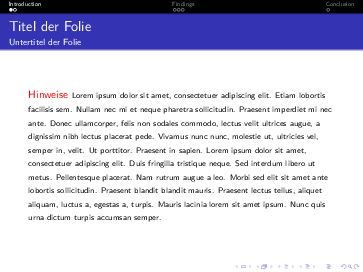 Introduction Findings Conclusion
Titel der Folie
Untertitel der Folie
Hinweise Lorem ipsum dolor sit amet, consectetuer adipiscing elit. Etiam lobortis
facilisis sem. Nullam nec mi et neque pharetra sollicitudin. Praesent imperdiet mi nec
ante. Donec ullamcorper, felis non sodales commodo, lectus velit ultrices augue, a
dignissim nibh lectus placerat pede. Vivamus nunc nunc, molestie ut, ultricies vel,
semper in, velit. Ut porttitor. Praesent in sapien. Lorem ipsum dolor sit amet,
consectetuer adipiscing elit. Duis fringilla tristique neque. Sed interdum libero ut
metus. Pellentesque placerat. Nam rutrum augue a leo. Morbi sed elit sit amet ante
lobortis sollicitudin. Praesent blandit blandit mauris. Praesent lectus tellus, aliquet
aliquam, luctus a, egestas a, turpis. Mauris lacinia lorem sit amet ipsum. Nunc quis
urna dictum turpis accumsan semper.